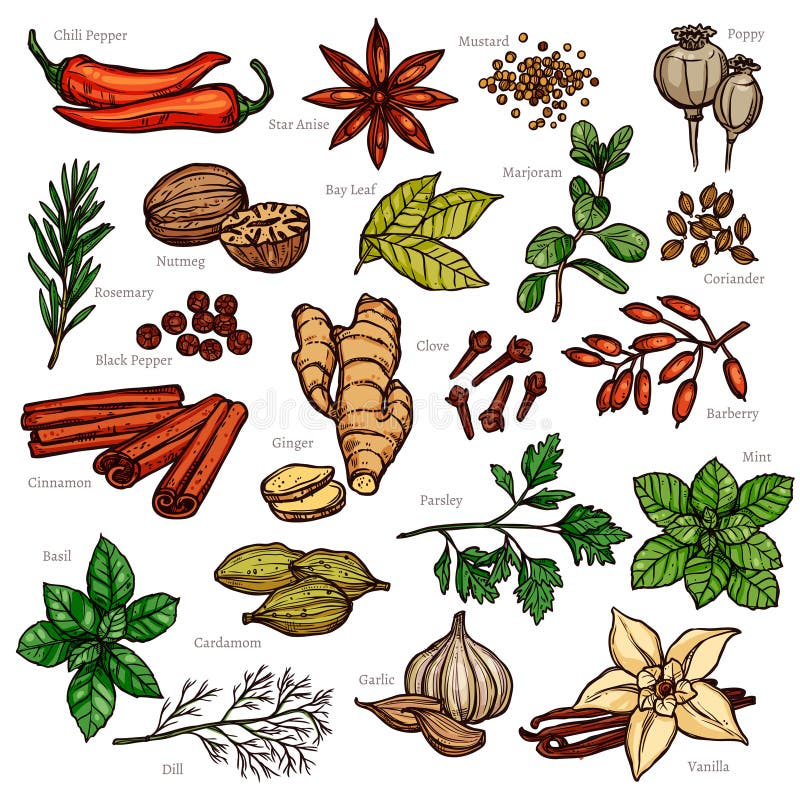 Chili Pepper
Star Anise
Mustard
Poppy
Rosemary
Nutmeg
Bay Leaf
Marjoram
Coriander
Black Pepper
Clove
Barberry
Cinnamon
Ginger
Parsley
Mint
Basil
Cardamom
Garlic
Dill
Vanilla
dreamstime